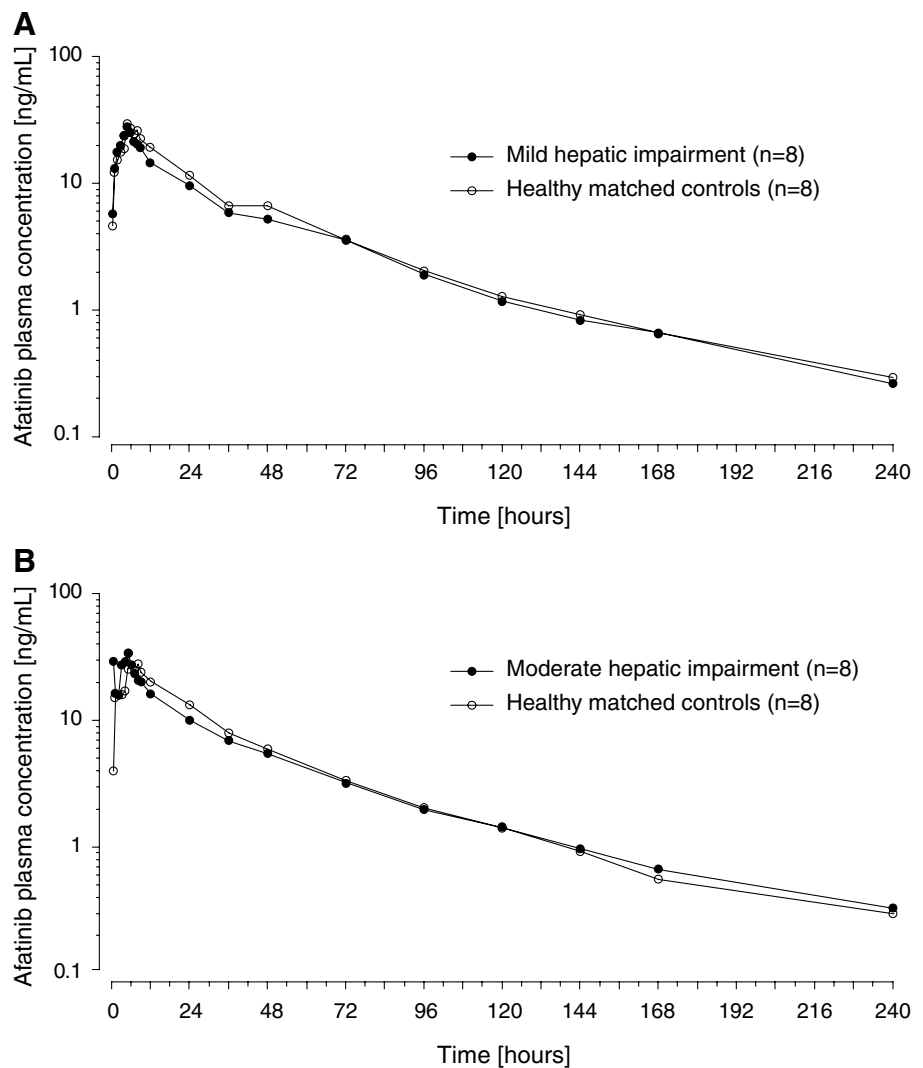 A
Afatinib plasma concentration [ng/mL]
100
10
1
0.1
Mild hepatic impairment (n=8)
Healthy matched controls (n=8)
0 24 48 72 96 120 144 168 192 216 240
Time [hours]
B
Afatinib plasma concentration [ng/mL]
100
10
1
0.1
Moderate hepatic impairment (n=8)
Healthy matched controls (n=8)
0 24 48 72 96 120 144 168 192 216 240
Time [hours]